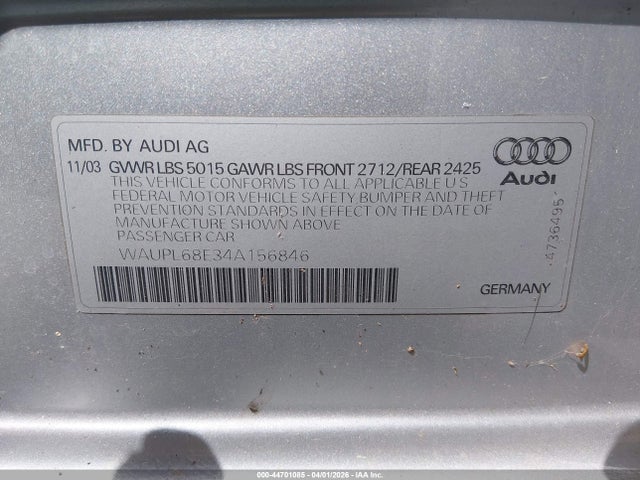 MFD. BY AUDI AG
11/03 GVWR LBS 5015 GAWR LBS FRONT 2712/REAR 2425
THIS VEHICLE CONFORMS TO ALL APPLICABLE U S
FEDERAL MOTOR VEHICLE SAFETY BUMPER AND THEFT
PREVENTION STANDARDS IN EFFECT ON THE DATE OF
MANUFACTURE SHOWN ABOVE
PASSENGER CAR
WAUPL68E34A156846
Audi
4736495
GERMANY
000-44701085 - 04/01/2026 - IAA Inc.